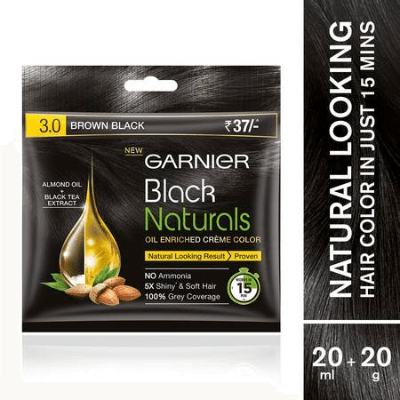 3.0 BROWN BLACK
₹37/-*
NEW
GARNIER
Black
Naturals
OIL ENRICHED CRÈME COLOR
Natural Looking Result > Proven
ALMOND OIL
+
BLACK TEA
EXTRACT
NO Ammonia
5X Shiny* & Soft Hair
100% Grey Coverage
15
MIN
NATURAL LOOKING
HAIR COLOR IN JUST 15 MINS
20 + 20
ml g